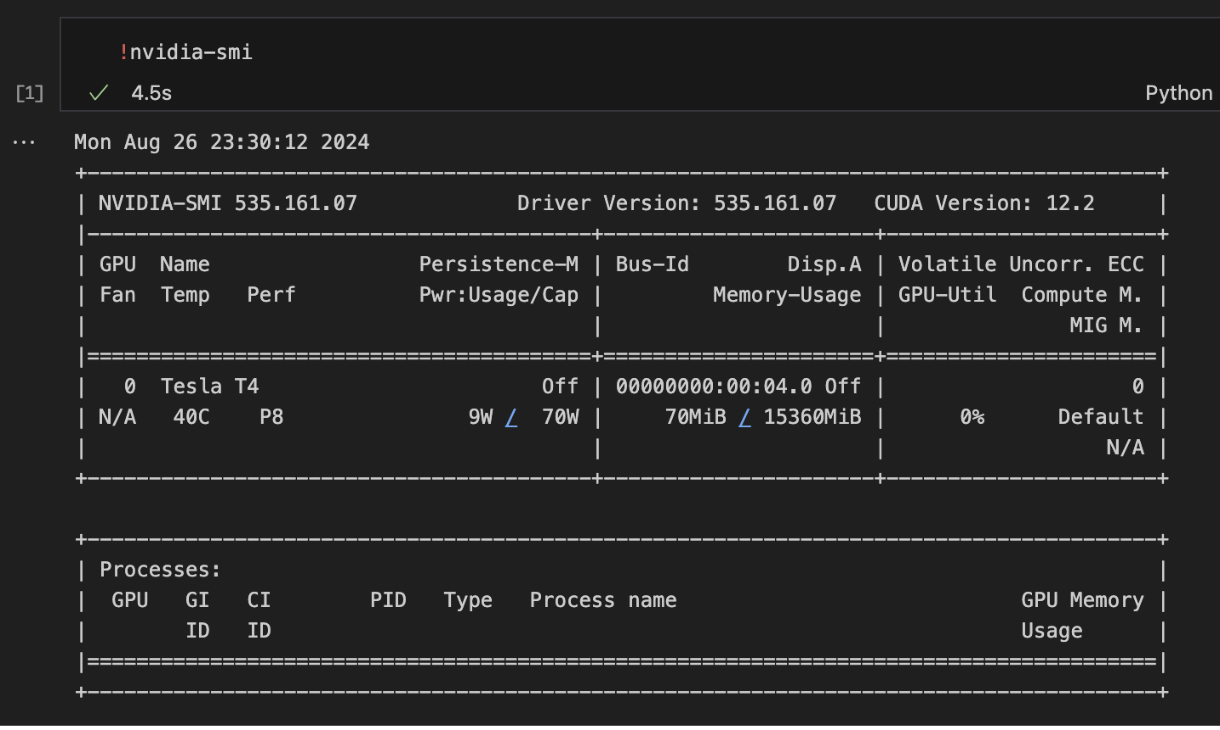 !nvidia-smi
[1] ✓ 4.5s Python
... Mon Aug 26 23:30:12 2024
+---------------------------------------------------------------------------------------+
| NVIDIA-SMI 535.161.07             Driver Version: 535.161.07   CUDA Version: 12.2     |
|-----------------------------------------+----------------------+----------------------+
| GPU  Name                 Persistence-M | Bus-Id        Disp.A | Volatile Uncorr. ECC |
| Fan  Temp   Perf          Pwr:Usage/Cap |         Memory-Usage | GPU-Util  Compute M. |
|                                         |                      |               MIG M. |
|=========================================+======================+======================|
|   0  Tesla T4                       Off | 00000000:00:04.0 Off |                    0 |
| N/A   40C    P8               9W /  70W |     70MiB / 15360MiB |      0%      Default |
|                                         |                      |                  N/A |
+-----------------------------------------+----------------------+----------------------+
+---------------------------------------------------------------------------------------+
| Processes:                                                                            |
|  GPU   GI   CI        PID   Type   Process name                            GPU Memory |
|        ID   ID                                                             Usage      |
|=======================================================================================|
+---------------------------------------------------------------------------------------+